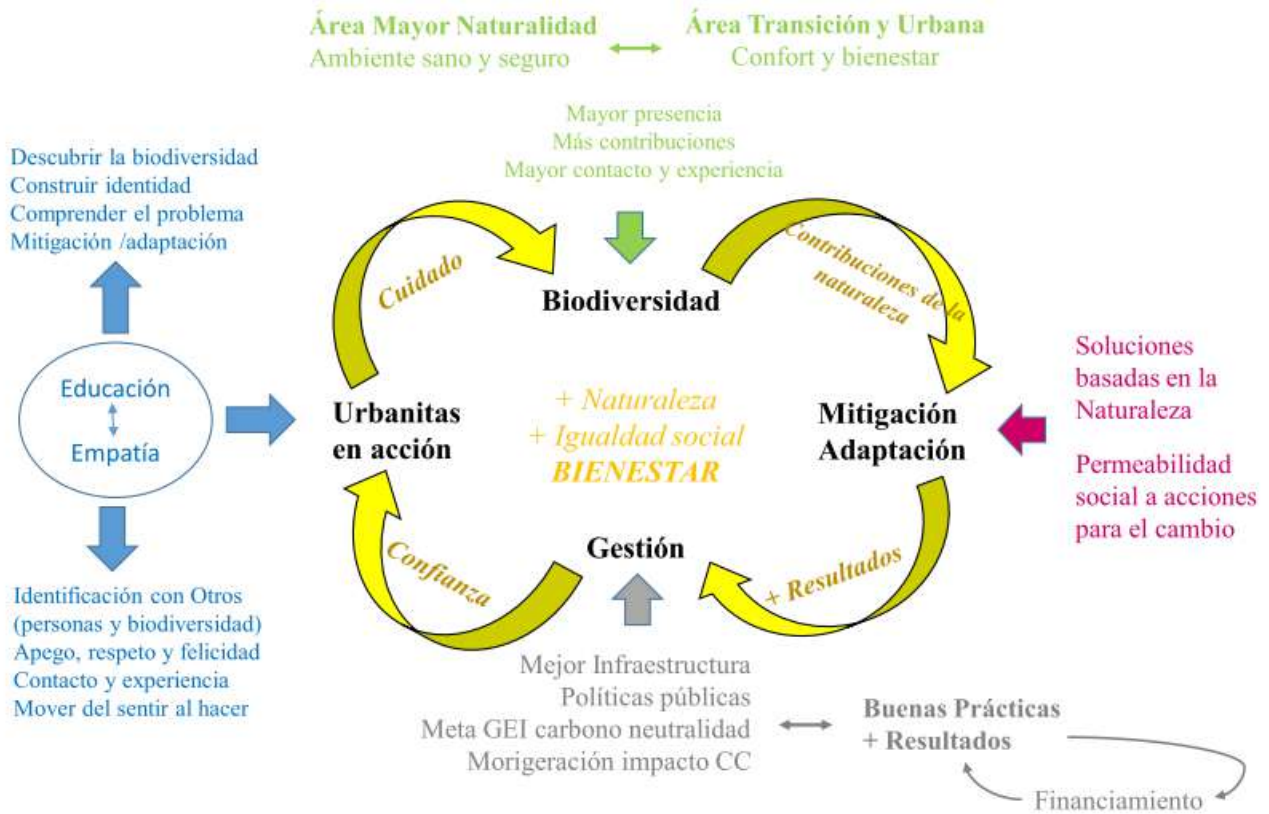 Área Mayor Naturalidad
Ambiente sano y seguro
Área Transición y Urbana
Confort y bienestar
Mayor presencia
Más contribuciones
Mayor contacto y experiencia
Descubrir la biodiversidad
Construir identidad
Comprender el problema
Mitigación /adaptación
Educación
Empatía
Identificación con Otros
(personas y biodiversidad)
Apego, respeto y felicidad
Contacto y experiencia
Mover del sentir al hacer
Cuidado
Biodiversidad
Contribuciones de la
naturaleza
Urbanitas
en acción
+ Naturaleza
+ Igualdad social
BIENESTAR
Mitigación
Adaptación
Soluciones
basadas en la
Naturaleza
Permeabilidad
social a acciones
para el cambio
Confianza
Gestión
+ Resultados
Mejor Infraestructura
Políticas públicas
Meta GEI carbono neutralidad
Morigeración impacto CC
Buenas Prácticas
+ Resultados
Financiamiento